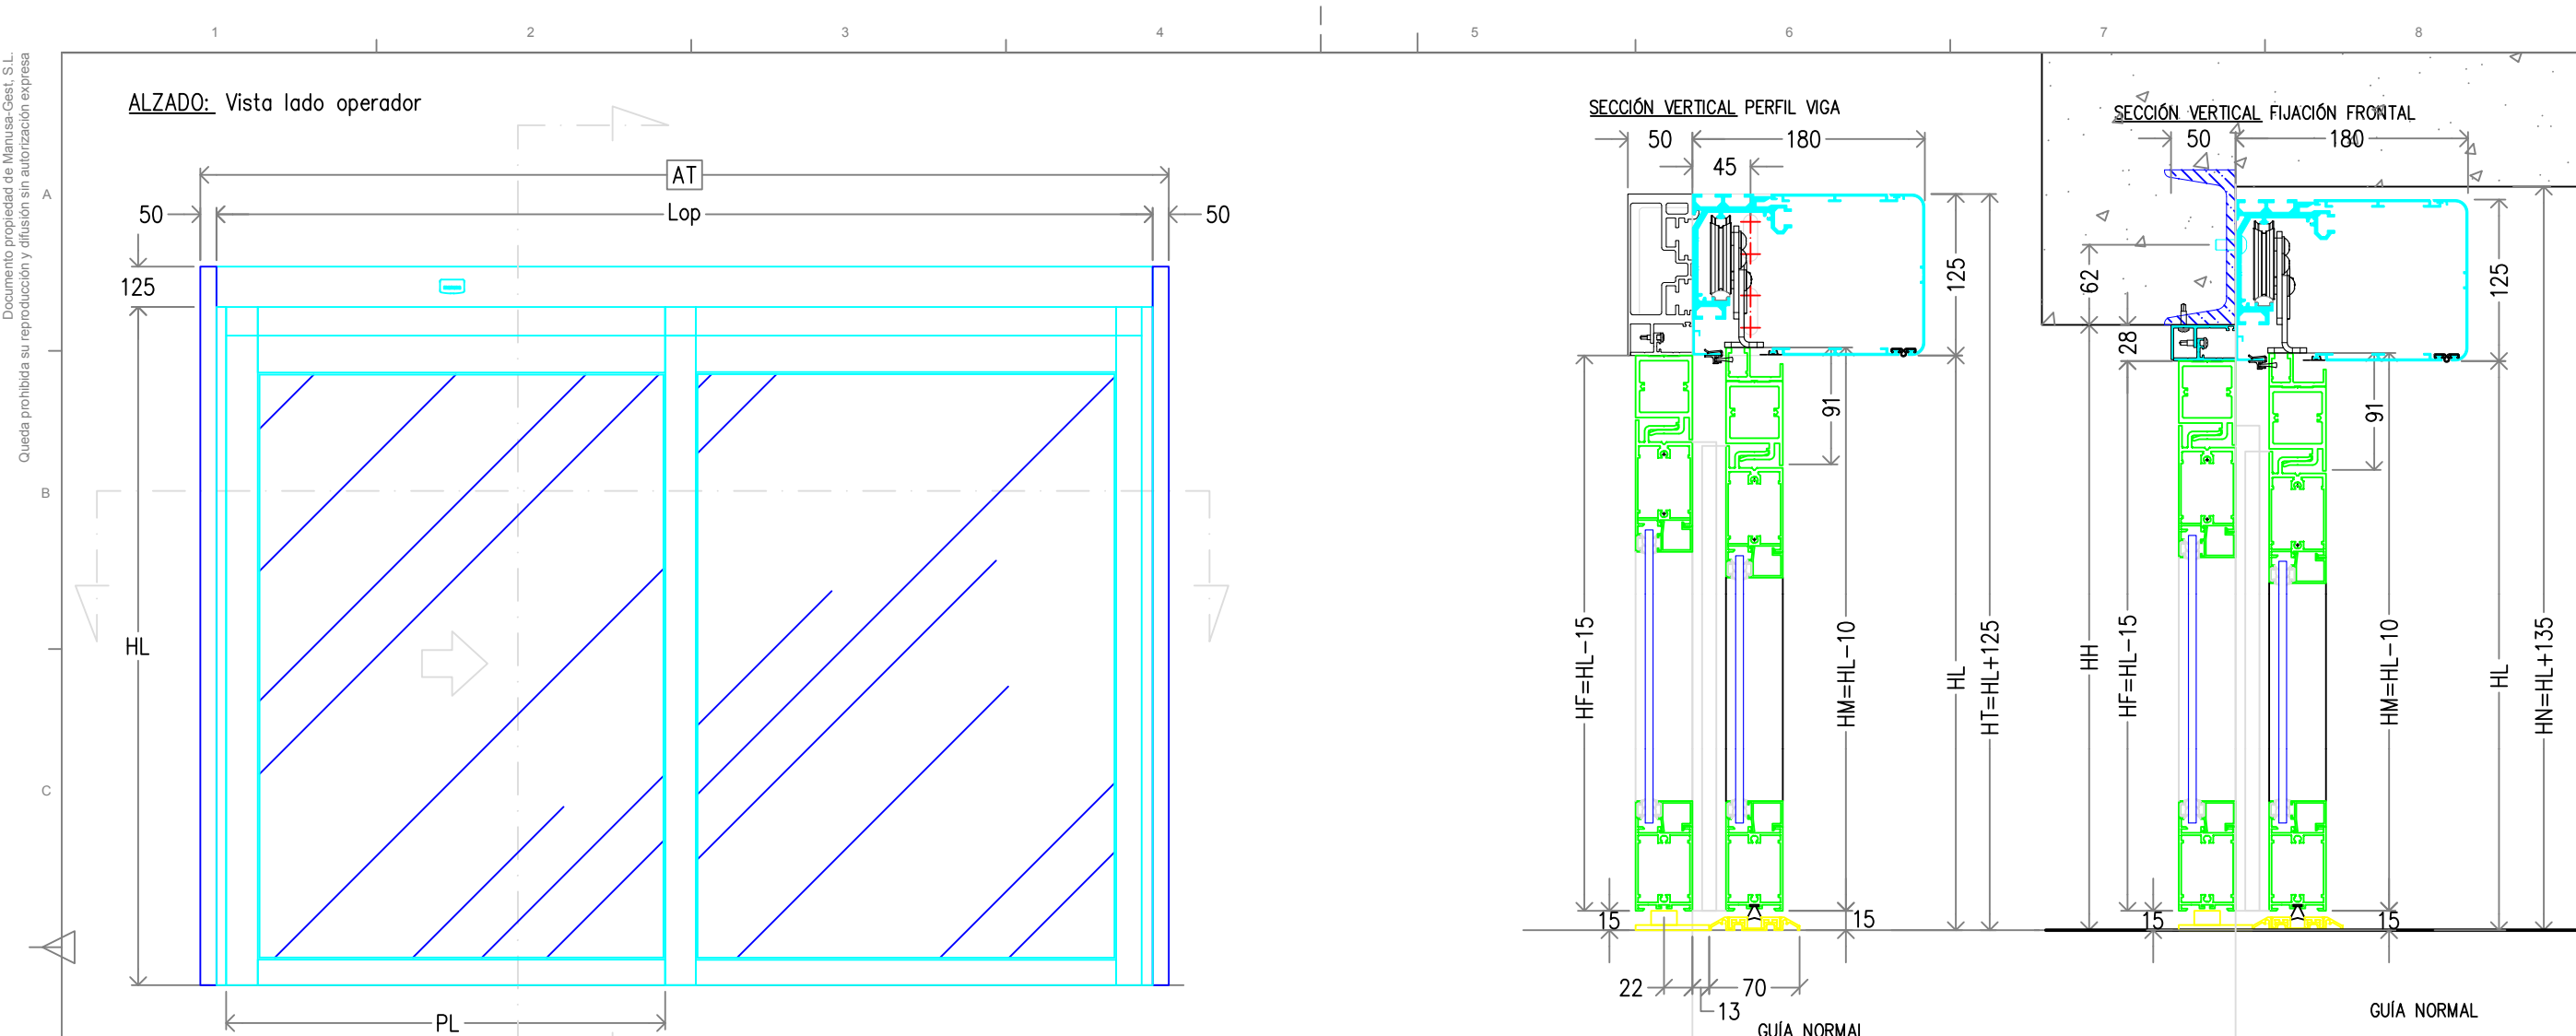 1 2 3 4 5 6 7 8
Documento propiedad de Manusa-Gest, S.L.
Queda prohibida su reproducción y difusión sin autorización expresa
A
B
C
ALZADO: Vista lado operador
AT
50 Lop 50
125
HL
PL
SECCIÓN VERTICAL PERFIL VIGA
50 180
45
125
91
HF=HL-15
HM=HL-10
HL
HT=HL+125
15 15
22 70
13
GUÍA NORMAL
SECCIÓN VERTICAL FIJACIÓN FRONTAL
50 180
62
125
28
91
HH
HF=HL-15
HM=HL-10
HL
HN=HL+135
15 15
GUÍA NORMAL